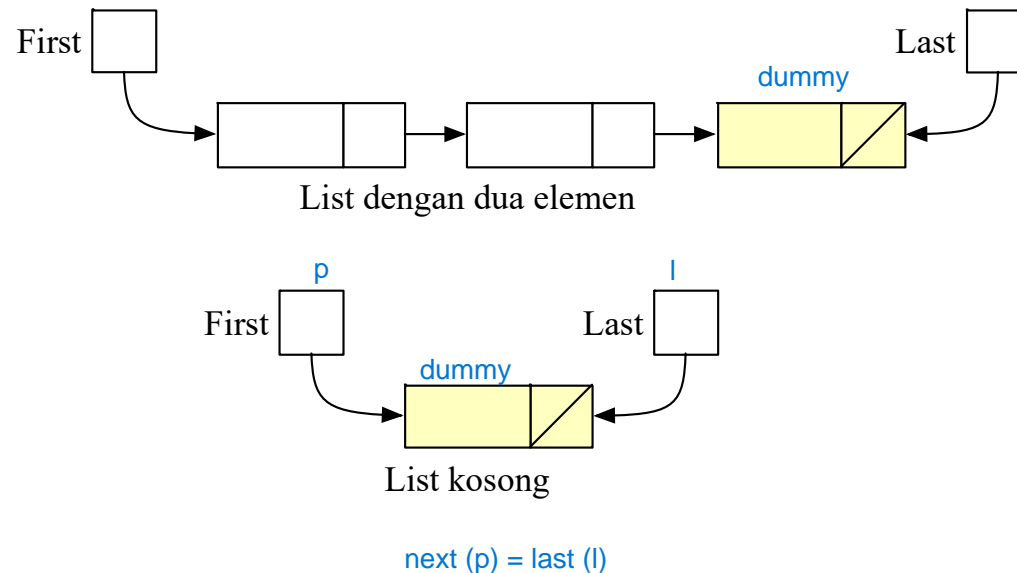 First
Last
dummy
List dengan dua elemen
p
l
First
Last
dummy
List kosong
next (p) = last (l)